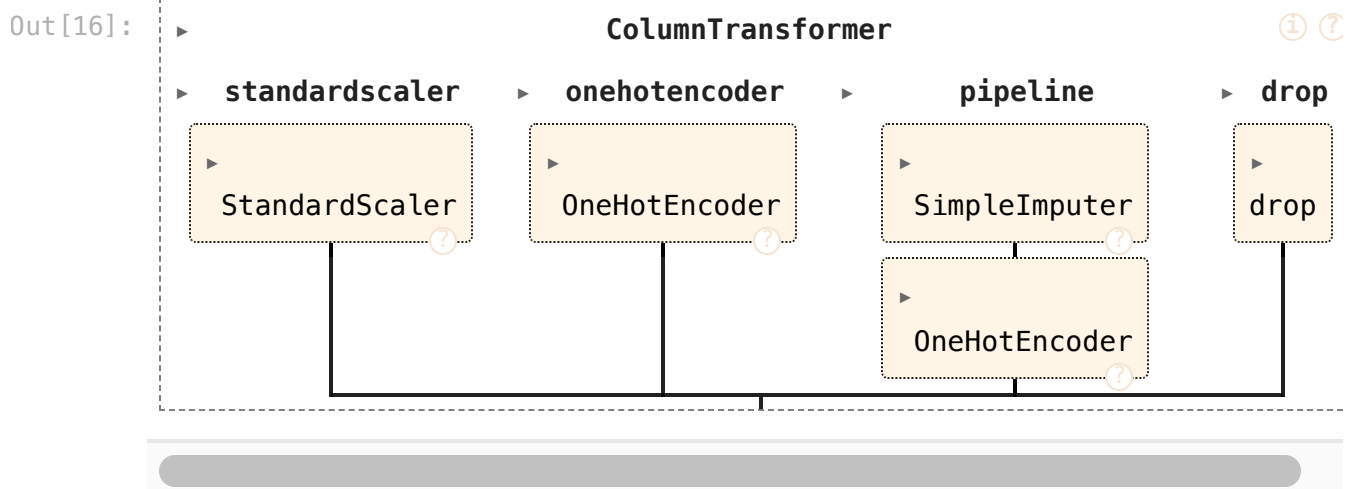 Out[16]:
ColumnTransformer
i ?
standardscaler onehotencoder pipeline drop
StandardScaler OneHotEncoder SimpleImputer drop
? ? ?
OneHotEncoder
?